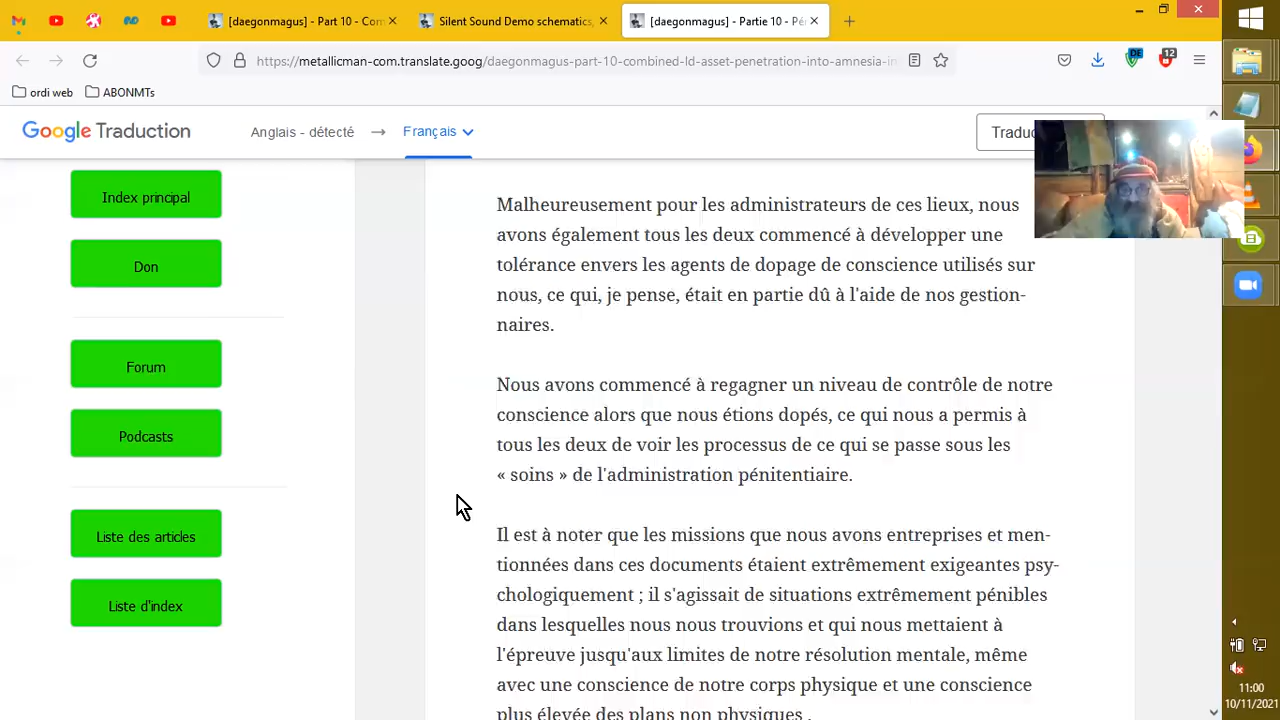 [daegonmagus] - Part 10 - Com
Silent Sound Demo schematics,
[daegonmagus] - Partie 10 - Pé
https://metallicman-com.translate.goog/daegonmagus-part-10-combined-ld-asset-penetration-into-amnesia-in
DE
12
ordi web
ABONMTs
Google Traduction
Anglais - détecté
Français
Traduc
Index principal
Don
Forum
Podcasts
Liste des articles
Liste d'index
Malheureusement pour les administrateurs de ces lieux, nous
avons également tous les deux commencé à développer une
tolérance envers les agents de dopage de conscience utilisés sur
nous, ce qui, je pense, était en partie dû à l'aide de nos gestion-
naires.
Nous avons commencé à regagner un niveau de contrôle de notre
conscience alors que nous étions dopés, ce qui nous a permis à
tous les deux de voir les processus de ce qui se passe sous les
« soins » de l'administration pénitentiaire.
Il est à noter que les missions que nous avons entreprises et men-
tionnées dans ces documents étaient extrêmement exigeantes psy-
chologiquement ; il s'agissait de situations extrêmement pénibles
dans lesquelles nous nous trouvions et qui nous mettaient à
l'épreuve jusqu'aux limites de notre résolution mentale, même
avec une conscience de notre corps physique et une conscience
plus élevée des plans non physiques .
11:00
10/11/2021